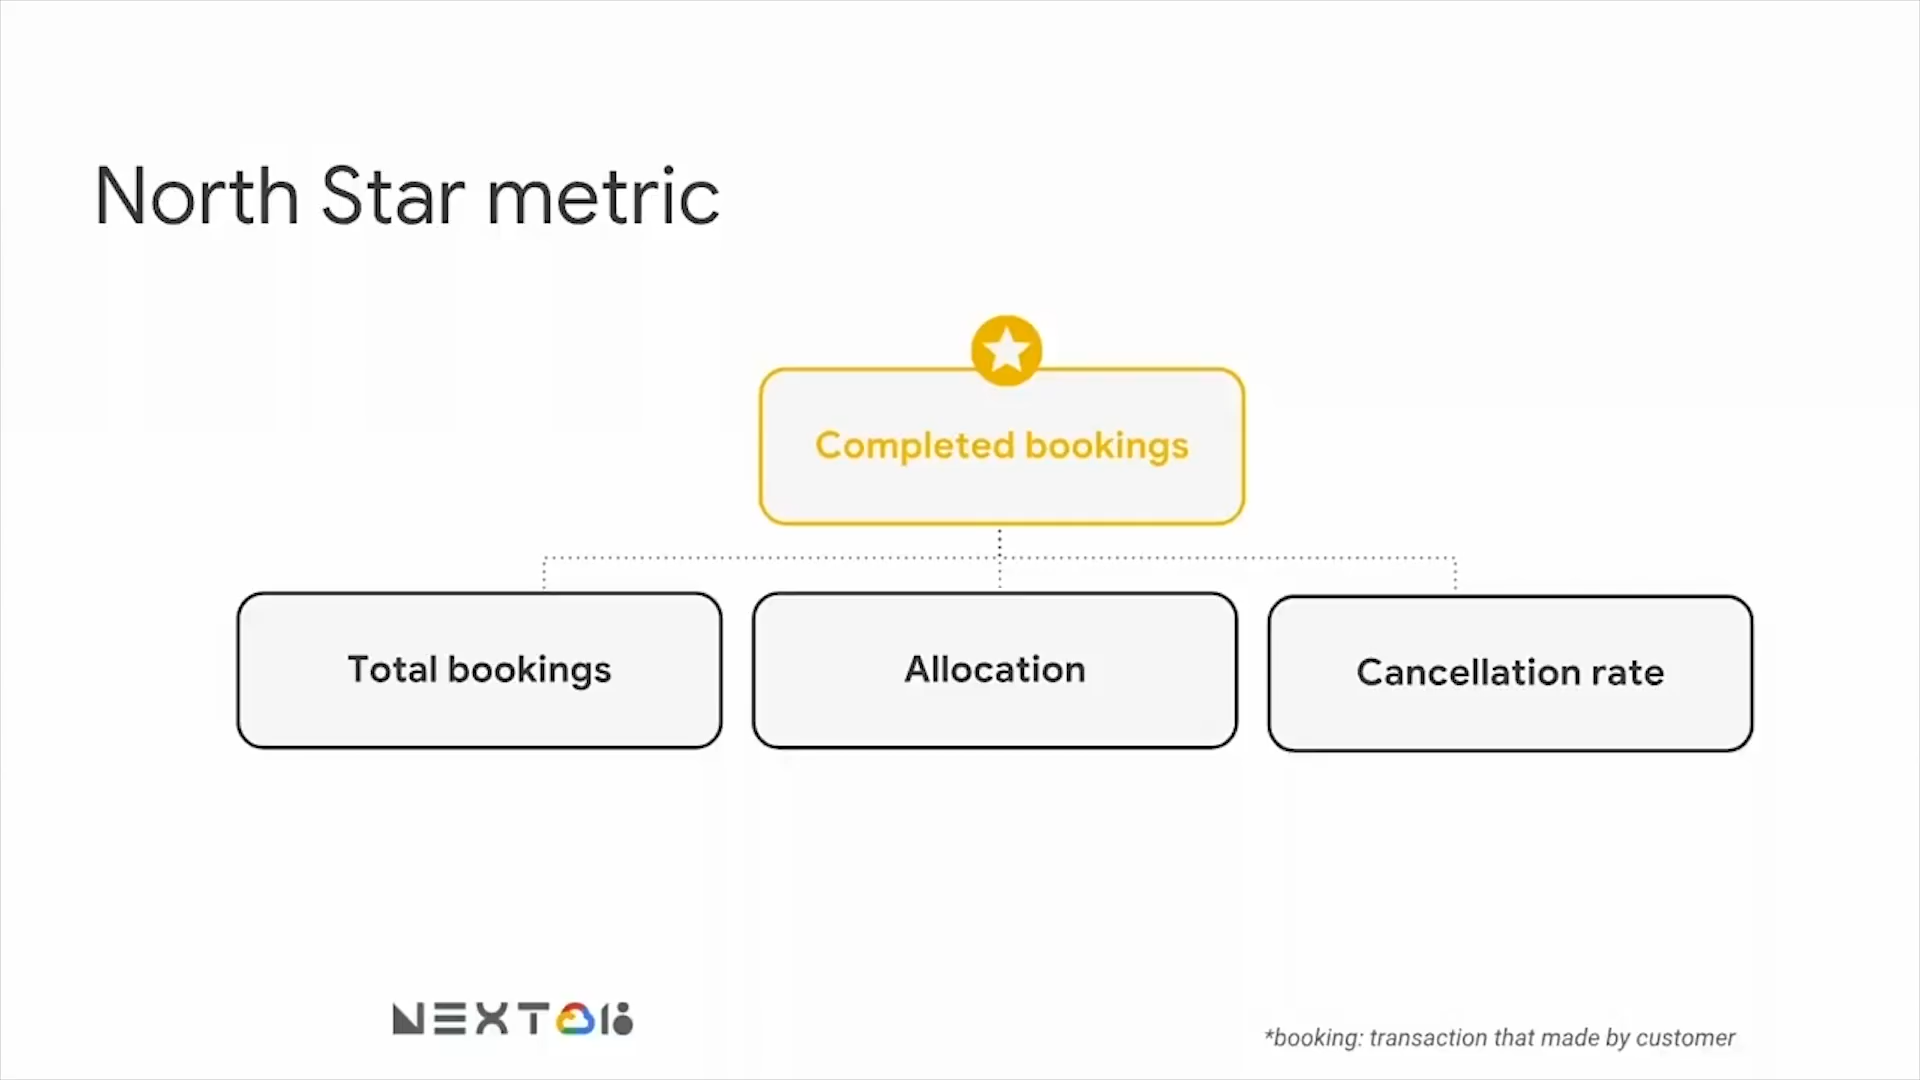 North Star metric
Completed bookings
Total bookings
Allocation
Cancellation rate
NEXT 18
*booking: transaction that made by customer